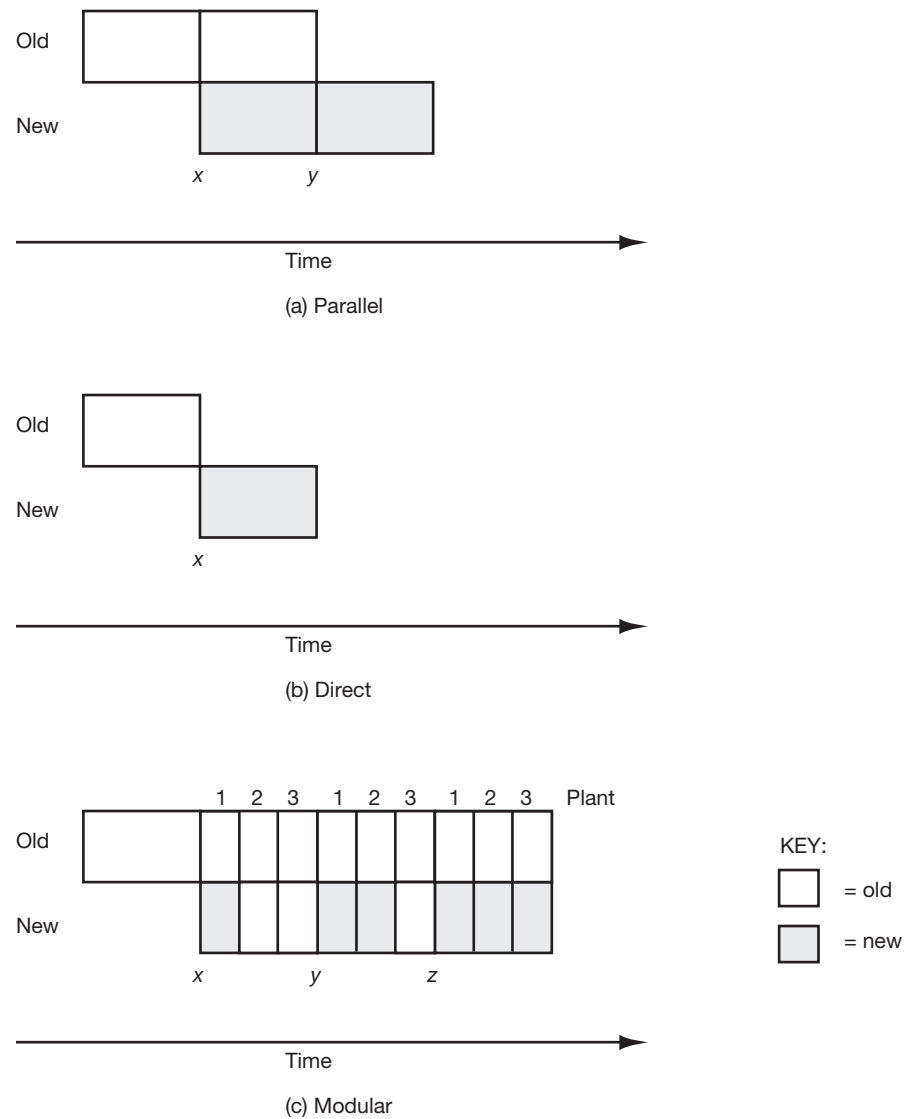 Old
New
x y
Time
(a) Parallel
Old
New
x
Time
(b) Direct
1 2 3 1 2 3 1 2 3 Plant
Old
New
x y z
Time
(c) Modular
KEY:
= old
= new